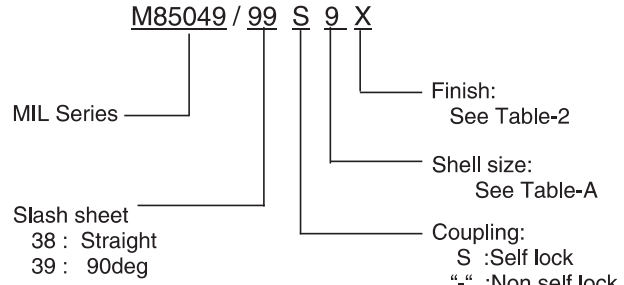 M85049 / 99 S 9 X
MIL Series
Finish:
See Table-2
Shell size:
See Table-A
Slash sheet
38 : Straight
39 : 90deg
Coupling:
S :Self lock
“-“ :Non self lock